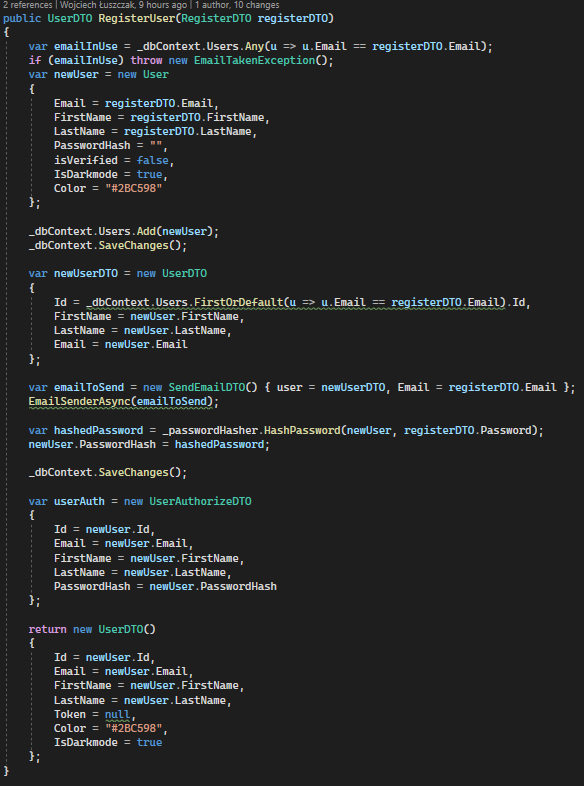 2 references | Wojciech Łuszczak, 9 hours ago | 1 author, 10 changes
public UserDTO RegisterUser(RegisterDTO registerDTO)
{
    var emailInUse = _dbContext.Users.Any(u => u.Email == registerDTO.Email);
    if (emailInUse) throw new EmailTakenException();
    var newUser = new User
    {
        Email = registerDTO.Email,
        FirstName = registerDTO.FirstName,
        LastName = registerDTO.LastName,
        PasswordHash = "",
        isVerified = false,
        IsDarkmode = true,
        Color = "#2BC598"
    };

    _dbContext.Users.Add(newUser);
    _dbContext.SaveChanges();

    var newUserDTO = new UserDTO
    {
        Id = _dbContext.Users.FirstOrDefault(u => u.Email == registerDTO.Email).Id,
        FirstName = newUser.FirstName,
        LastName = newUser.LastName,
        Email = newUser.Email
    };

    var emailToSend = new SendEmailDTO() { user = newUserDTO, Email = registerDTO.Email };
    EmailSenderAsync(emailToSend);

    var hashedPassword = _passwordHasher.HashPassword(newUser, registerDTO.Password);
    newUser.PasswordHash = hashedPassword;

    _dbContext.SaveChanges();

    var userAuth = new UserAuthorizeDTO
    {
        Id = newUser.Id,
        Email = newUser.Email,
        FirstName = newUser.FirstName,
        LastName = newUser.LastName,
        PasswordHash = newUser.PasswordHash
    };

    return new UserDTO()
    {
        Id = newUser.Id,
        Email = newUser.Email,
        FirstName = newUser.FirstName,
        LastName = newUser.LastName,
        Token = null,
        Color = "#2BC598",
        IsDarkmode = true
    };
}